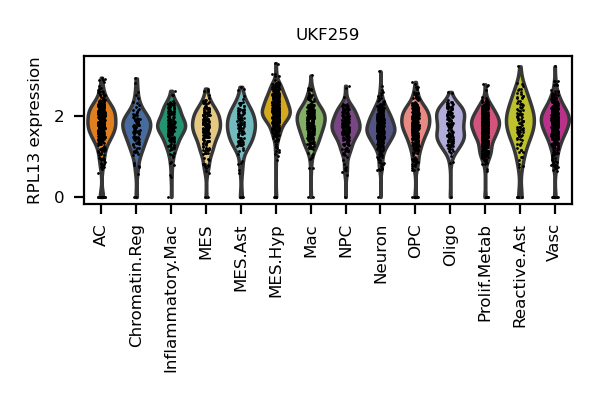 UKF259
RPL13 expression
2
0
AC
Chromatin.Reg
Inflammatory.Mac
MES
MES.Ast
MES.Hyp
Mac
NPC
Neuron
OPC
Oligo
Prolif.Metab
Reactive.Ast
Vasc